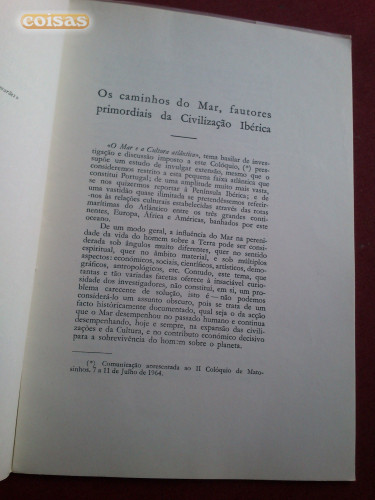 coisas
Os caminhos do Mar, fautores
primordiais da Civilização Ibérica
«O Mar e a Cultura atlântica», tema basilar de inves-
tigação e discussão imposto a este Colóquio, (*) pres-
supõe um estudo de invulgar extensão, mesmo que o
consideremos restrito a esta pequena faixa atlântica que
constitui Portugal; de uma amplitude muito mais vasta,
se nos quizermos reportar à Península Ibérica; e de
uma vastidão quase ilimitada se pretendêssemos referir-
-nos às relações culturais estabelecidas através das rotas
marítimas do Atlântico entre os três grandes conti-
nentes, Europa, África e Américas, banhados por este
oceano.
De um modo geral, a influência do Mar na pereni-
dade da vida do homem sobre a Terra pode ser consi-
derada sob ângulos muito diferentes, quer no sentido
espiritual, quer no âmbito material, e sob múltiplos
aspectos: económicos, sociais, científicos, artísticos, demo-
gráficos, antropológicos, etc. Contudo, este tema, que
tantas e tão variadas facetas oferece à insaciável curio-
sidade dos investigadores, não constitui, em si, um pro-
blema carecente de solução, isto é — não podemos
considerá-lo um assunto obscuro, pois se trata de um
facto históricamente documentado, qual seja o da acção
que o Mar desempenhou no passado humano e continua
desempenhando, hoje e sempre, na expansão das civili-
zações e da Cultura, e no contributo económico decisivo
para a sobrevivência do homem sobre o planeta.
(*) Comunicação apresentada ao II Colóquio de Mato-
sinhos, 7 a 11 de Julho de 1964.